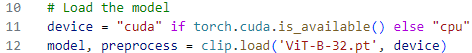 10 # Load the model
11 device = "cuda" if torch.cuda.is_available() else "cpu"
12 model, preprocess = clip.load('ViT-B-32.pt', device)